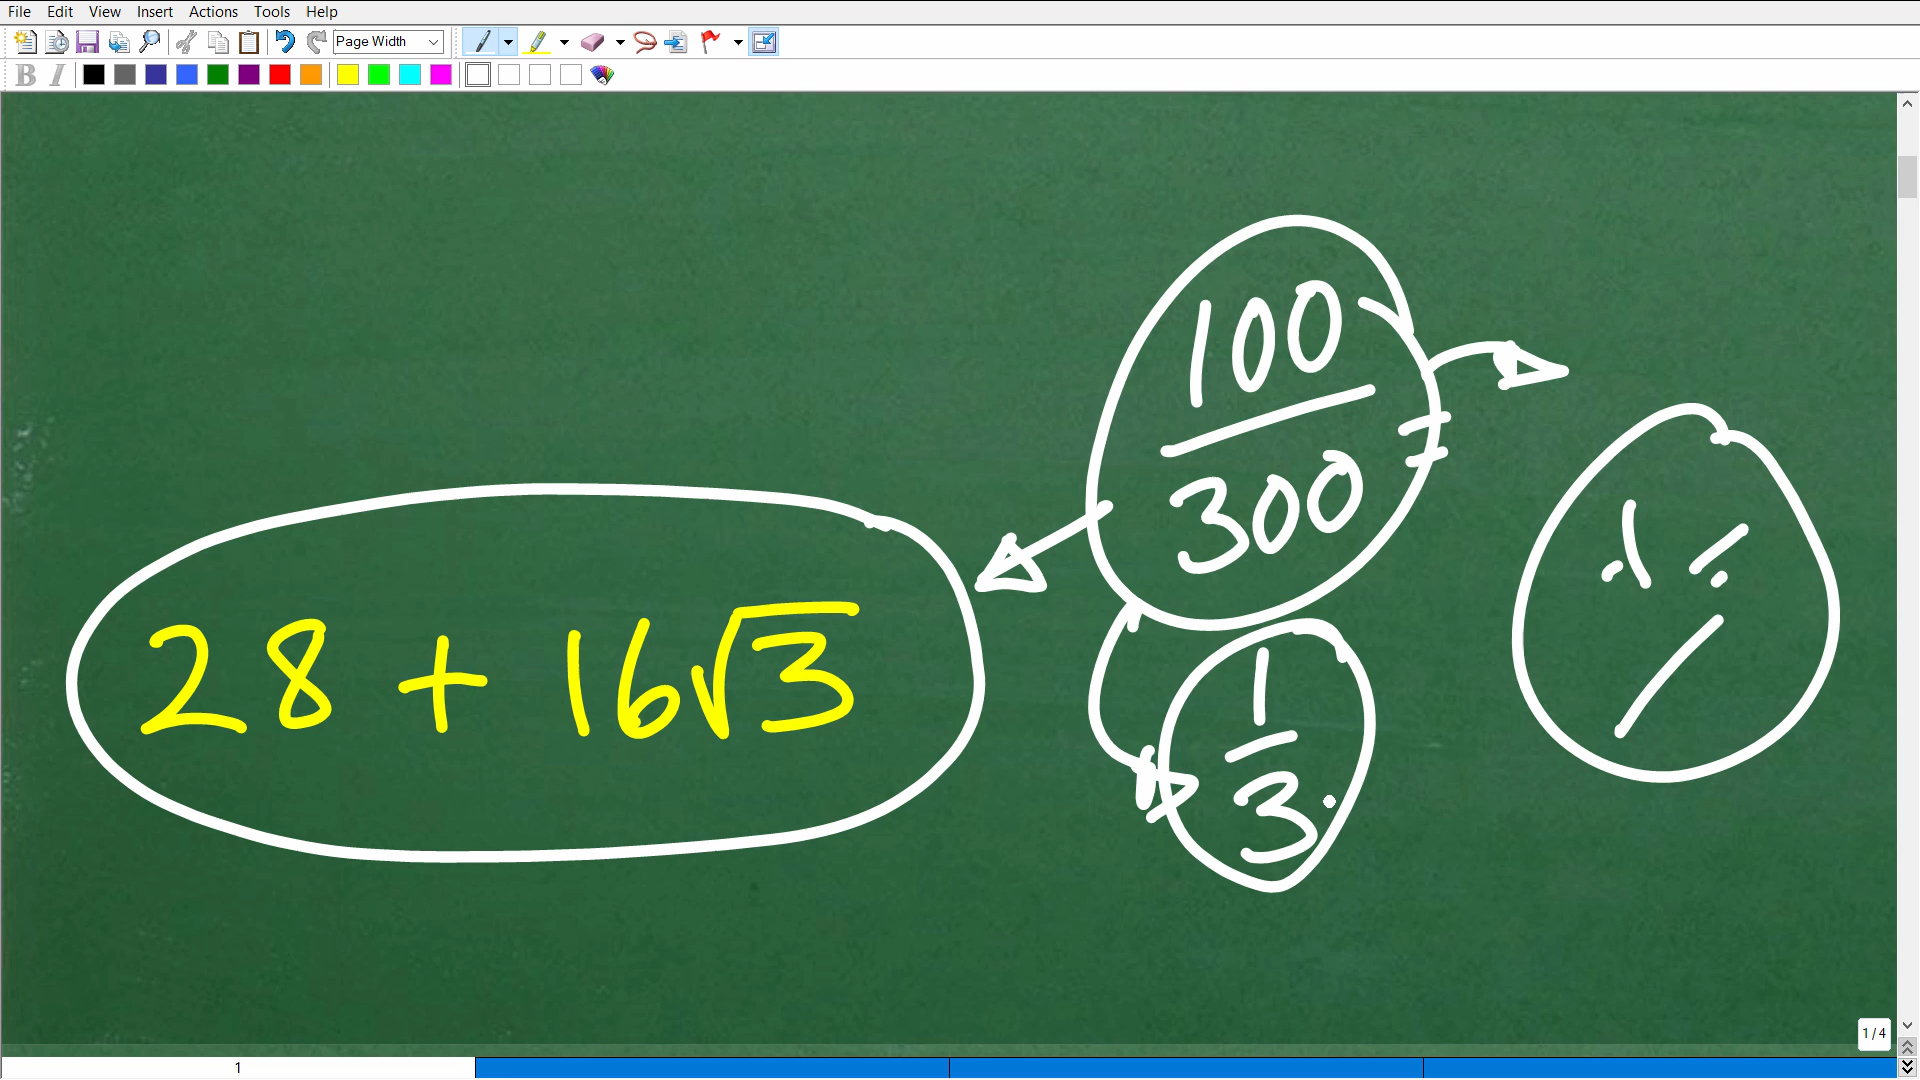 File Edit View Insert Actions Tools Help
Page Width
B I
100
300
28 + 16√3
1
3
1 / 4
1